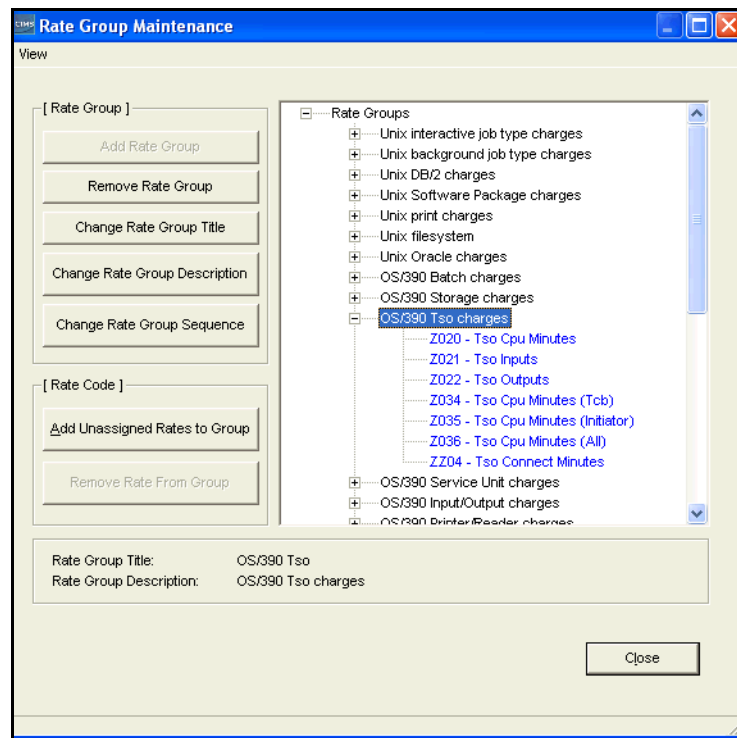 CIMS Rate Group Maintenance
View
[ Rate Group ]
Add Rate Group
Remove Rate Group
Change Rate Group Title
Change Rate Group Description
Change Rate Group Sequence
[ Rate Code ]
Add Unassigned Rates to Group
Remove Rate From Group
Rate Groups
Unix interactive job type charges
Unix background job type charges
Unix DB/2 charges
Unix Software Package charges
Unix print charges
Unix filesystem
Unix Oracle charges
OS/390 Batch charges
OS/390 Storage charges
OS/390 Tso charges
Z020 - Tso Cpu Minutes
Z021 - Tso Inputs
Z022 - Tso Outputs
Z034 - Tso Cpu Minutes (Tcb)
Z035 - Tso Cpu Minutes (Initiator)
Z036 - Tso Cpu Minutes (All)
ZZ04 - Tso Connect Minutes
OS/390 Service Unit charges
OS/390 Input/Output charges
OS/390 Printer/Reader charges
Rate Group Title: OS/390 Tso
Rate Group Description: OS/390 Tso charges
Close